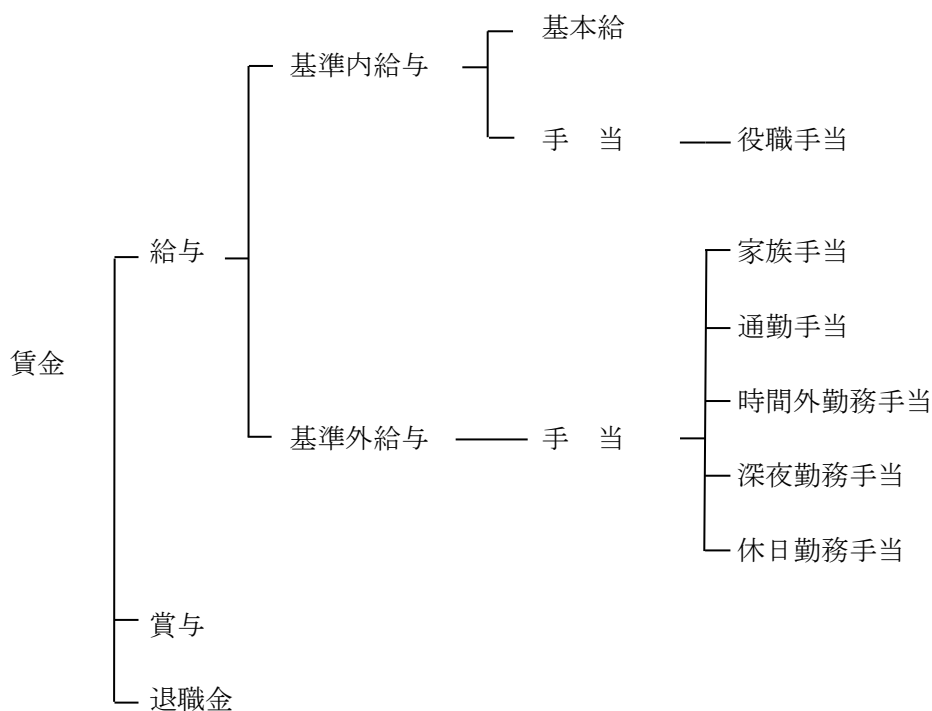 基本給
基準内給与
手　当 役職手当
給与 家族手当
通勤手当
賃金
時間外勤務手当
基準外給与 手　当
深夜勤務手当
休日勤務手当
賞与
退職金